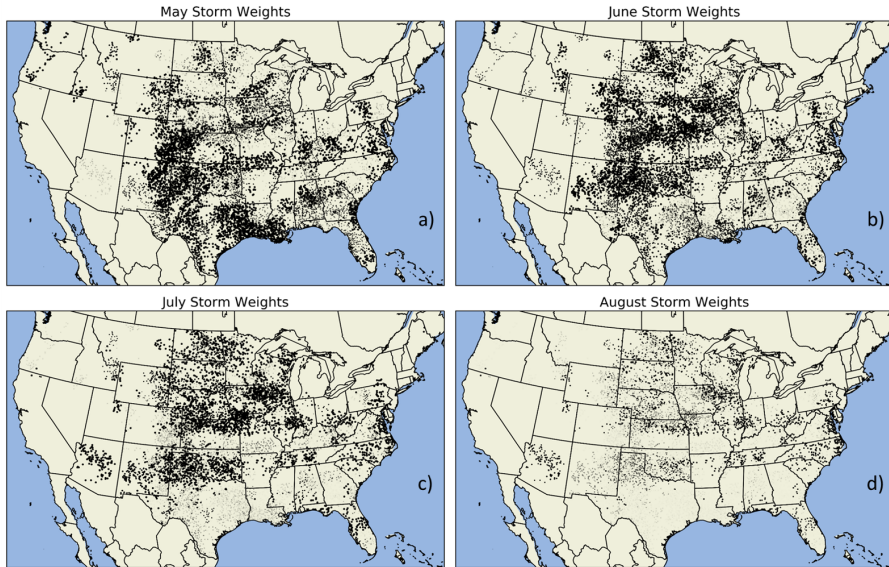 May Storm Weights
June Storm Weights
a)
b)
July Storm Weights
August Storm Weights
c)
d)